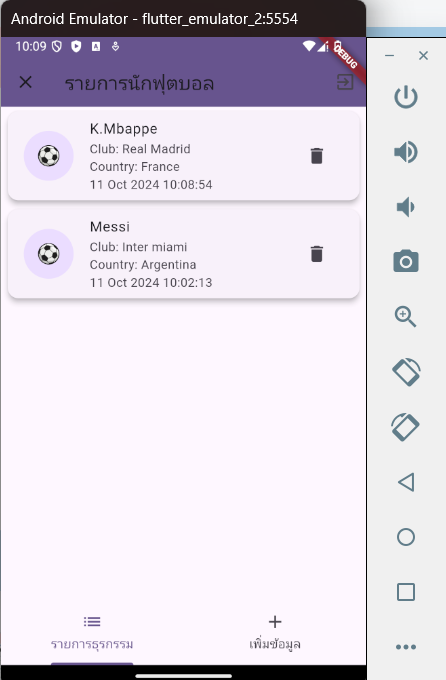 Android Emulator - flutter_emulator_2:5554
10:09
DEBUG
รายการนักฟุตบอล
K.Mbappe
Club: Real Madrid
Country: France
11 Oct 2024 10:08:54
Messi
Club: Inter miami
Country: Argentina
11 Oct 2024 10:02:13
รายการธุรกรรม
เพิ่มข้อมูล